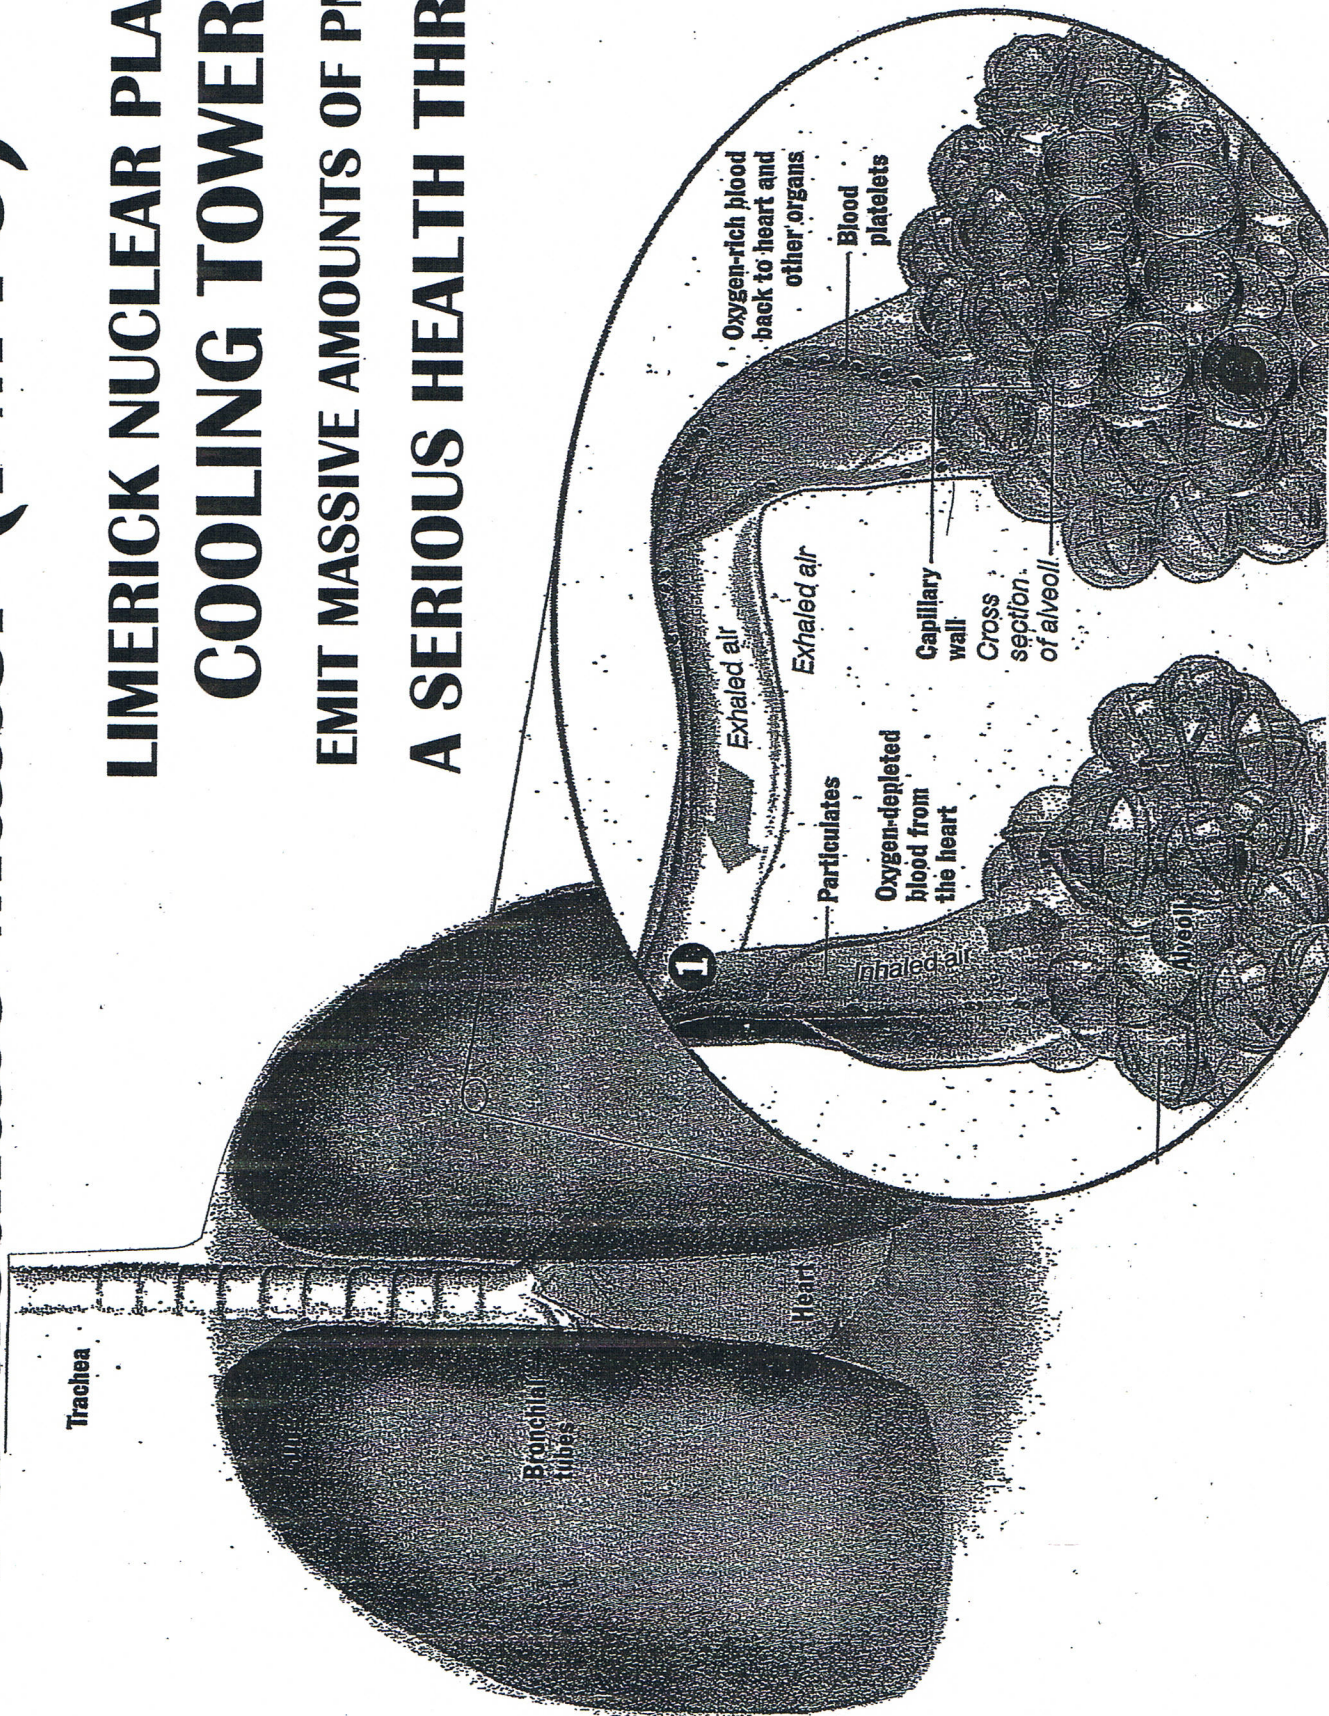 LIMERICK NUCLEAR PLA
COOLING TOWER
EMIT MASSIVE AMOUNTS OF
A SERIOUS HEALTH THR
Trachea
Bronchial
tubes
Heart
1
Oxygen-rich blood
back to heart and
other organs
Blood
platelets
Exhaled air
Exhaled air
Capillary
wall
Cross
section
of alveoli
Particulates
Oxygen-depleted
blood from
the heart
Inhaled air
Alveoli